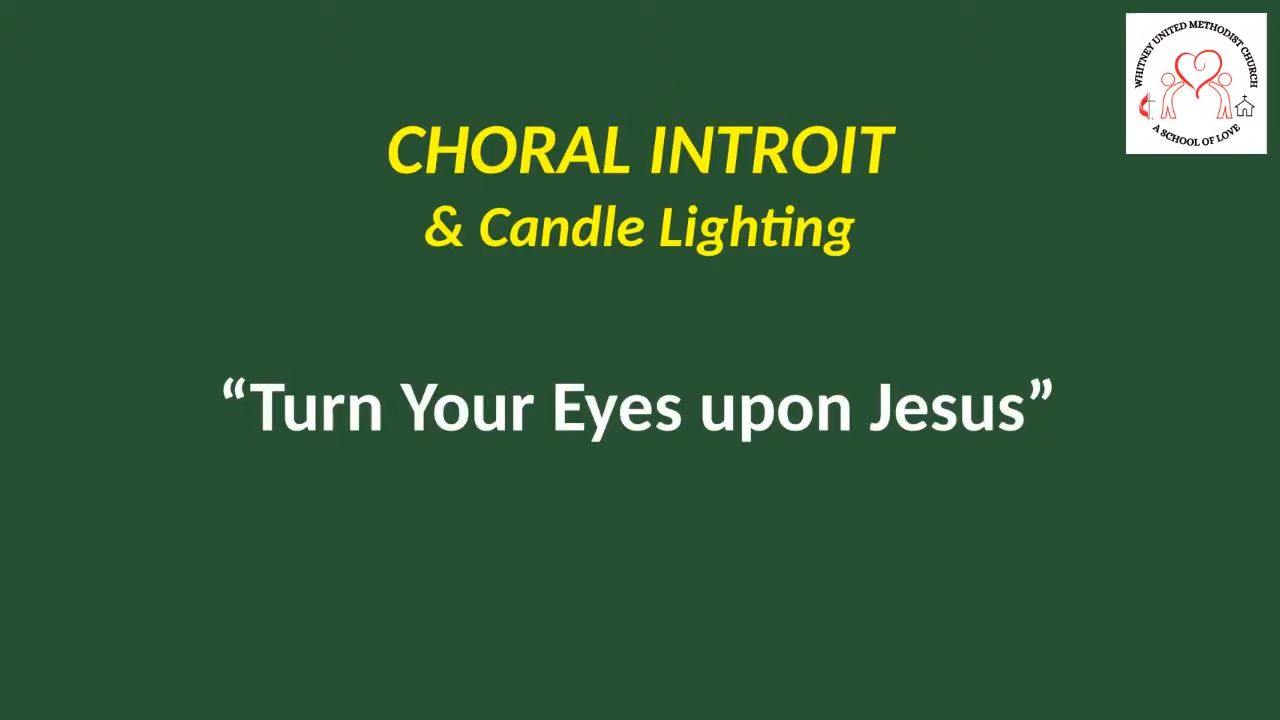 WHITNEY UNITED METHODIST CHURCH
A SCHOOL OF LOVE
CHORAL INTROIT
& Candle Lighting
“Turn Your Eyes upon Jesus”